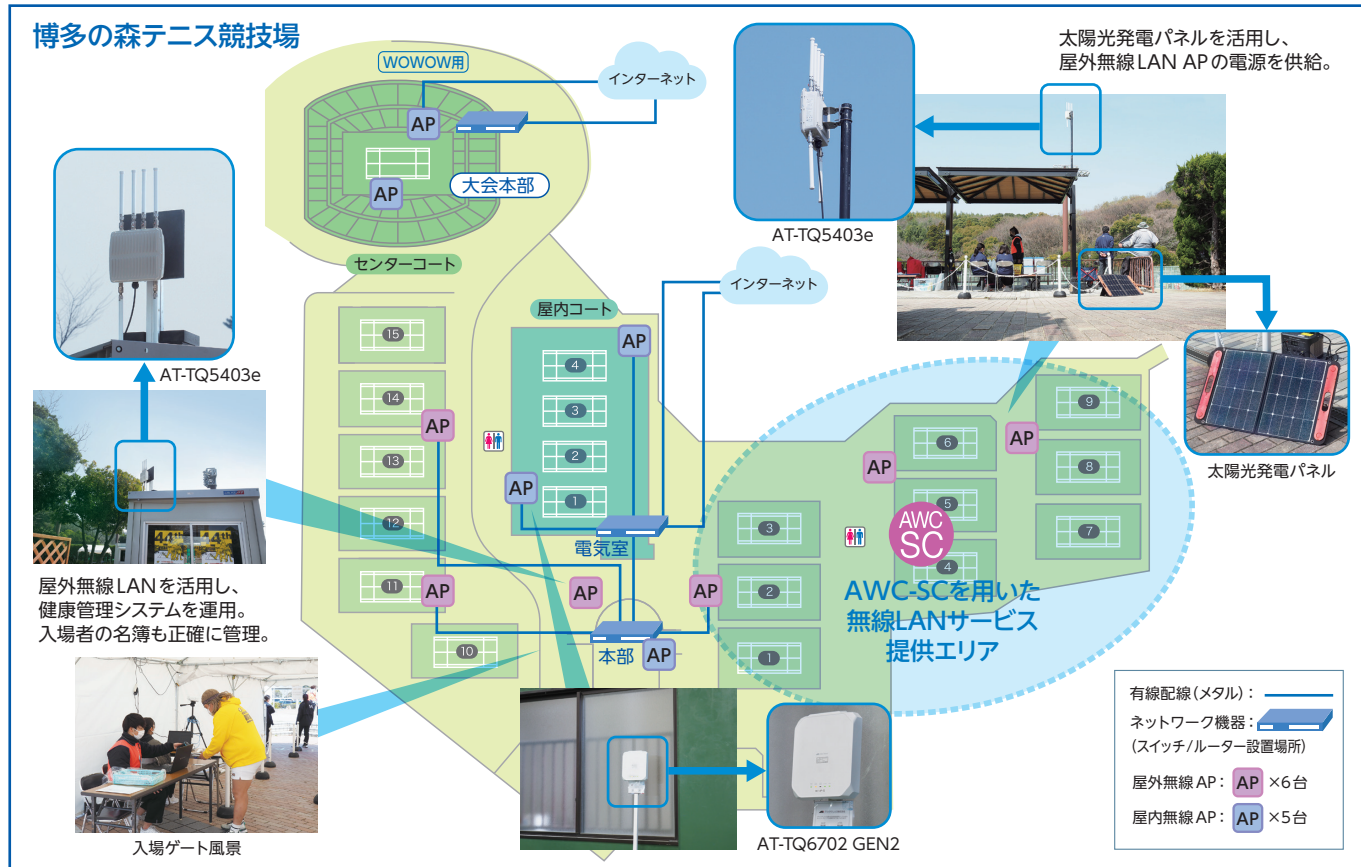 博多の森テニス競技場
WOWOW用
インターネット
AP
AP
大会本部
センターコート
AT-TQ5403e
太陽光発電パネルを活用し、
屋外無線LAN APの電源を供給。
AT-TQ5403e
太陽光発電パネル
インターネット
屋内コート
AP
4
3
2
1
AP
電気室
15
14
AP
13
12
11
AP
10
AP
本部
AP
AP
3
2
1
AP
6
5
4
AP
9
8
7
AWC
SC
AWC-SCを用いた
無線LANサービス
提供エリア
屋外無線LANを活用し、
健康管理システムを運用。
入場者の名簿も正確に管理。
入場ゲート風景
AT-TQ6702 GEN2
有線配線(メタル):
ネットワーク機器:
(スイッチ/ルーター設置場所)
屋外無線AP: AP ×6台
屋内無線AP: AP ×5台